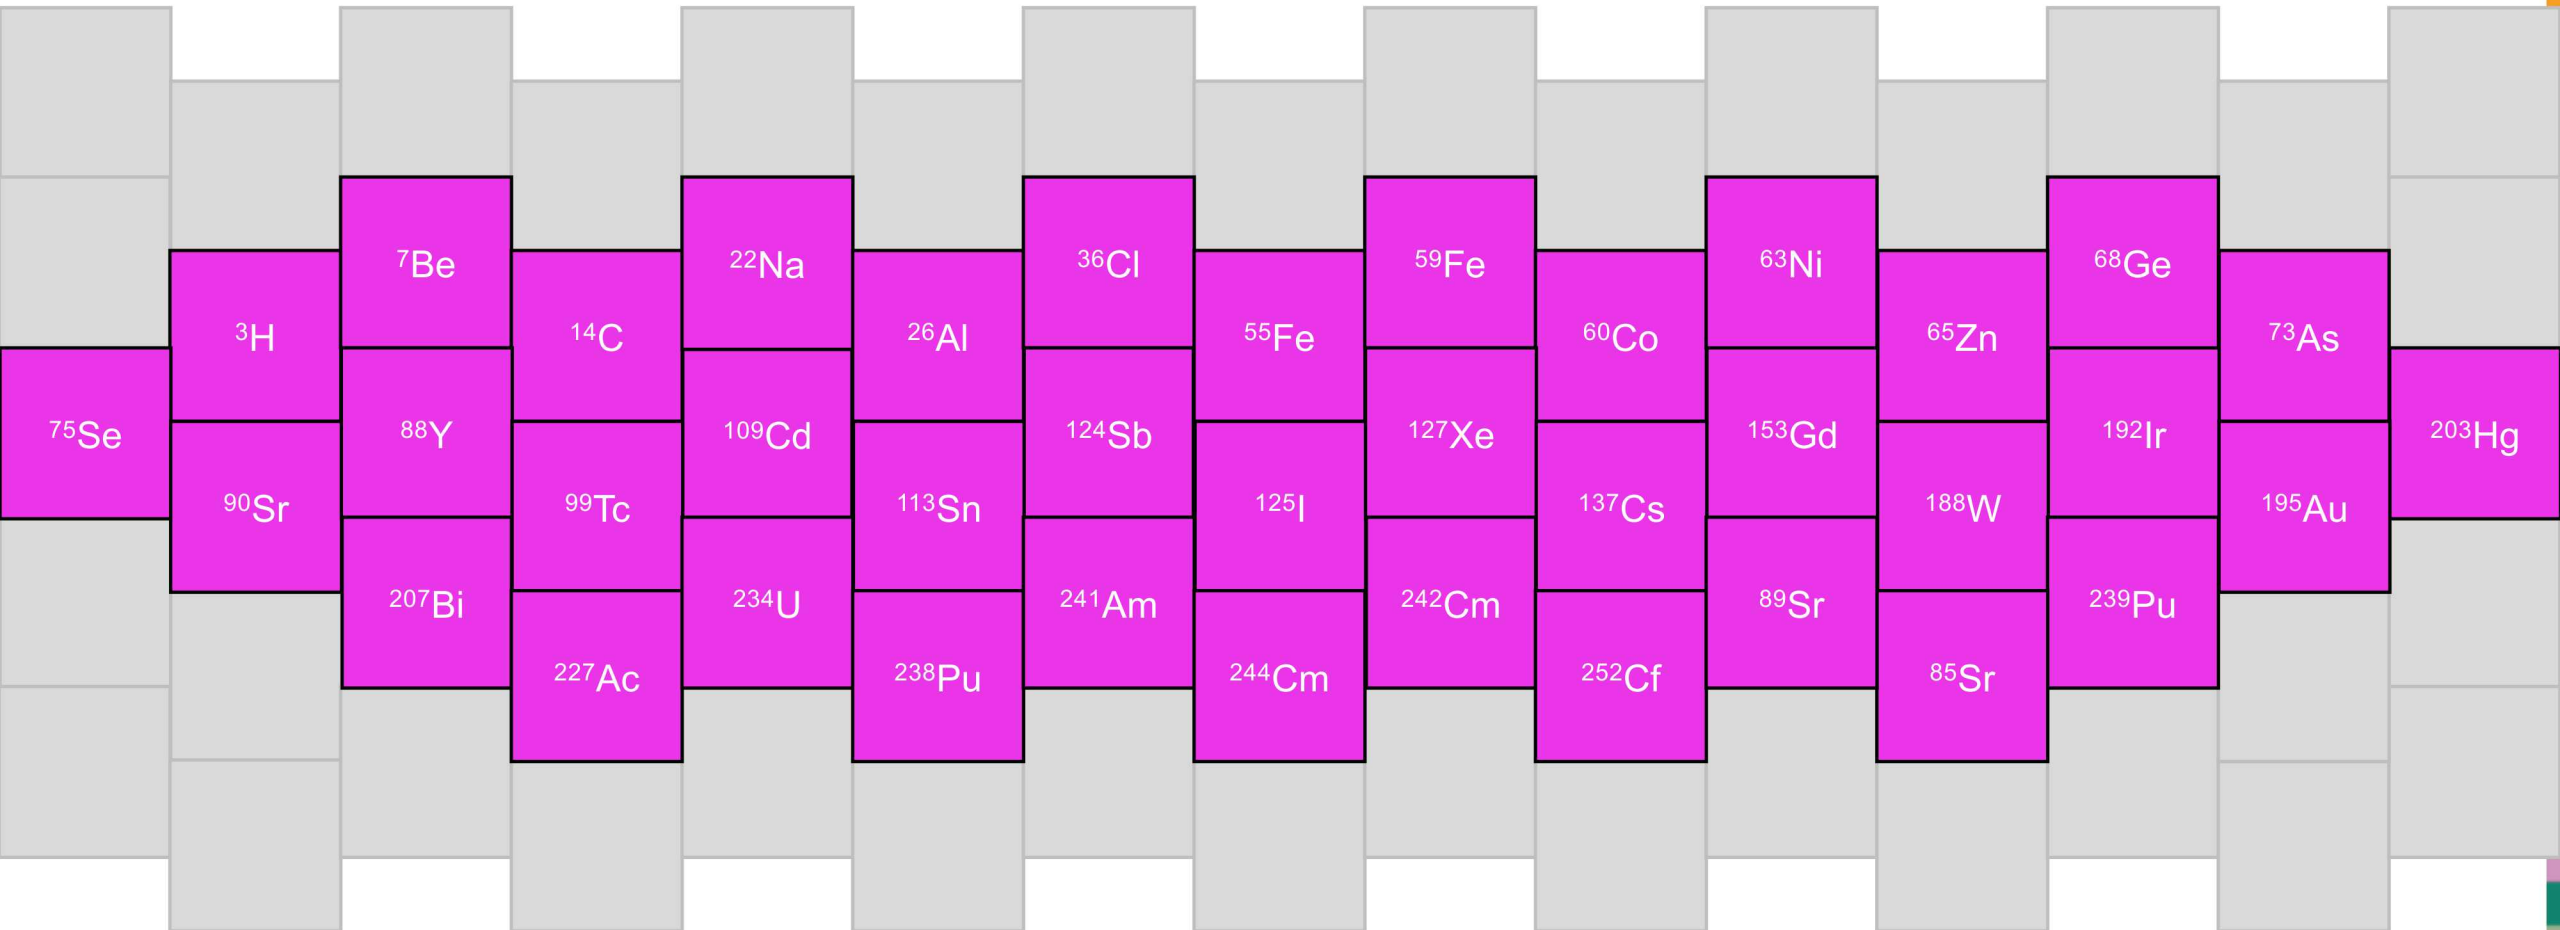 ⁷Be ²²Na ³⁶Cl ⁵⁹Fe ⁶³Ni ⁶⁸Ge
³H ¹⁴C ²⁶Al ⁵⁵Fe ⁶⁰Co ⁶⁵Zn ⁷³As
⁷⁵Se ⁸⁸Y ¹⁰⁹Cd ¹²⁴Sb ¹²⁷Xe ¹⁵³Gd ¹⁹²Ir ²⁰³Hg
⁹⁰Sr ⁹⁹Tc ¹¹³Sn ¹²⁵I ¹³⁷Cs ¹⁸⁸W ¹⁹⁵Au
²⁰⁷Bi ²³⁴U ²⁴¹Am ²⁴²Cm ⁸⁹Sr ²³⁹Pu
²²⁷Ac ²³⁸Pu ²⁴⁴Cm ²⁵²Cf ⁸⁵Sr